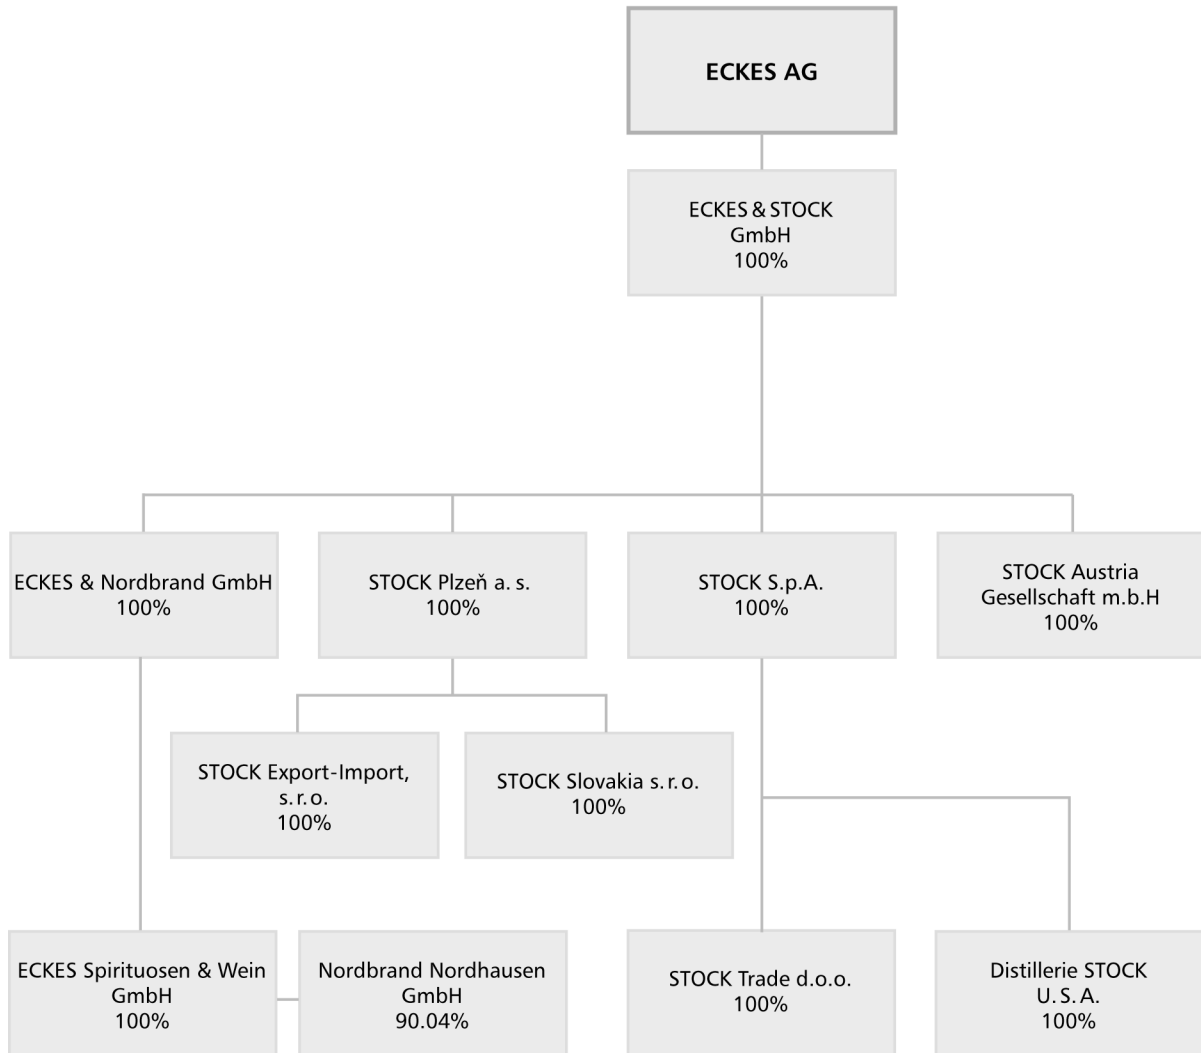 ECKES AG
ECKES & STOCK
GmbH
100%
ECKES & Nordbrand GmbH
100%
STOCK Plzeň a. s.
100%
STOCK S.p.A.
100%
STOCK Austria
Gesellschaft m.b.H
100%
STOCK Export-Import,
s. r. o.
100%
STOCK Slovakia s. r. o.
100%
ECKES Spirituosen & Wein
GmbH
100%
Nordbrand Nordhausen
GmbH
90.04%
STOCK Trade d.o.o.
100%
Distillerie STOCK
U. S. A.
100%